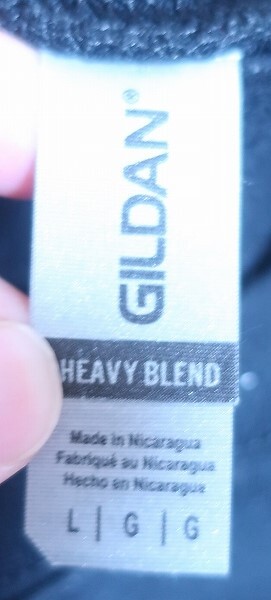 GILDAN®
HEAVY BLEND
Made in Nicaragua
Fabriqué au Nicaragua
Hecho en Nicaragua
L | G | G